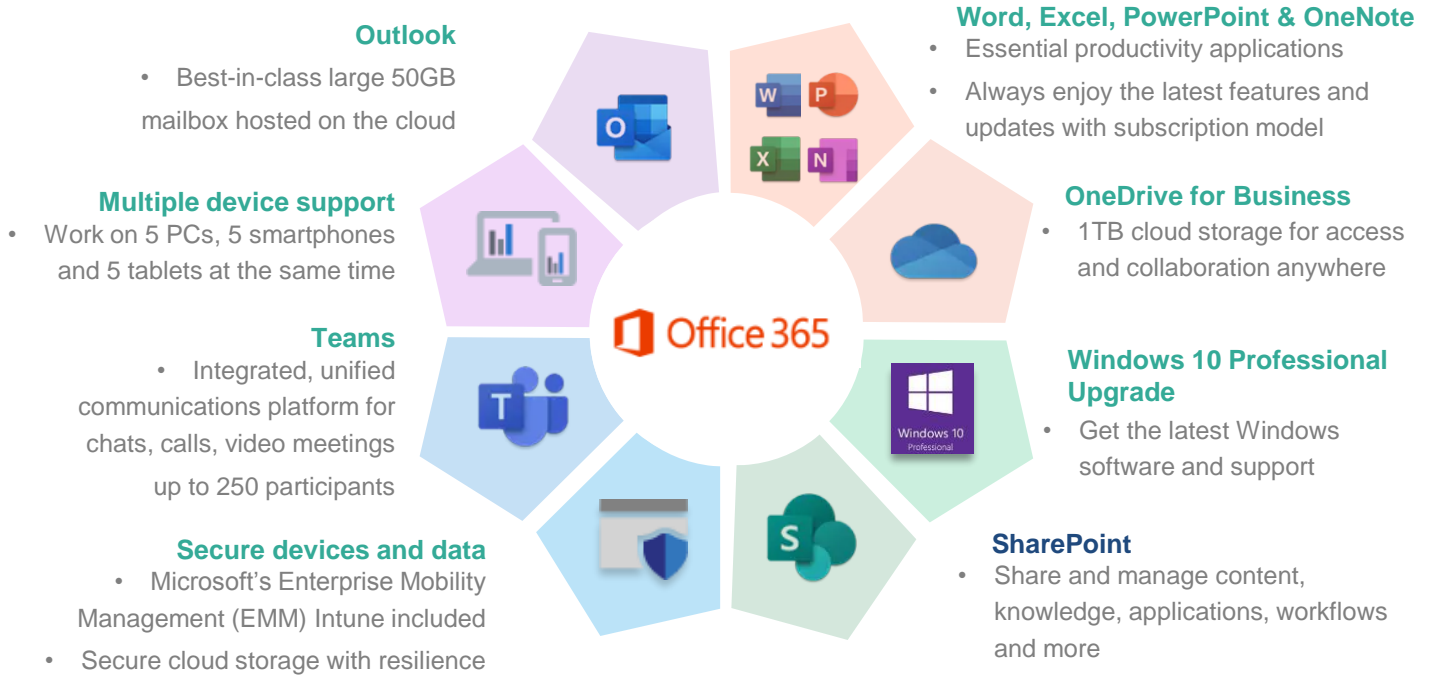 Outlook
• Best-in-class large 50GB
mailbox hosted on the cloud
Multiple device support
• Work on 5 PCs, 5 smartphones
and 5 tablets at the same time
Teams
• Integrated, unified
communications platform for
chats, calls, video meetings
up to 250 participants
Secure devices and data
• Microsoft's Enterprise Mobility
Management (EMM) Intune included
• Secure cloud storage with resilience
O
W
P
X
N
T
Office 365
Windows 10
Professional
S
Word, Excel, PowerPoint & OneNote
• Essential productivity applications
• Always enjoy the latest features and
updates with subscription model
OneDrive for Business
• 1TB cloud storage for access
and collaboration anywhere
Windows 10 Professional
Upgrade
• Get the latest Windows
software and support
SharePoint
• Share and manage content,
knowledge, applications, workflows
and more